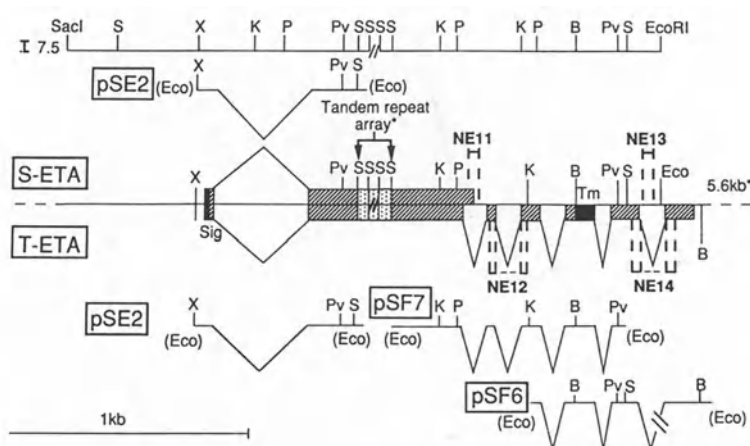 SacI S X K P Pv S S S S S K P K P B Pv S EcoRI
I 7.5
X Pv S
pSE2 (Eco) (Eco)
Tandem repeat
array*
NE11 NE13
S-ETA X Pv S S S S K P K B Pv S Eco 5.6kb*
Tm
Sig
T-ETA B
NE12 NE14
X Pv S pSF7 K P K B Pv
pSE2 (Eco) (Eco) (Eco)
B Pv S B
pSF6 (Eco) (Eco)
1kb